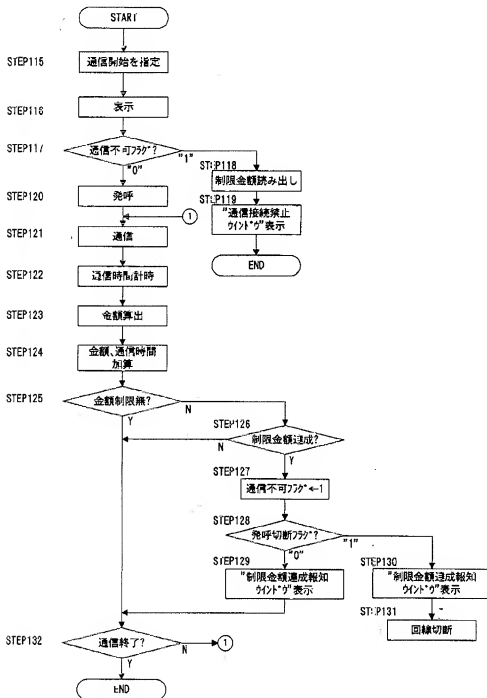 START
STEP115
通信開始を指定
STEP116
表示
STEP117
通信不可ﾌﾗｸﾞ?
"1"
"0"
STEP118
制限金額読み出し
STEP119
"通信接続禁止
ｳｲﾝﾄﾞｳ"表示
END
STEP120
発呼
1
STEP121
通信
STEP122
通信時間計時
STEP123
金額算出
STEP124
金額、通信時間
加算
STEP125
金額制限無?
N
Y
STEP126
制限金額達成?
N
Y
STEP127
通信不可ﾌﾗｸﾞ←1
STEP128
発呼切断ﾌﾗｸﾞ?
"1"
"0"
STEP129
"制限金額達成報知
ｳｲﾝﾄﾞｳ"表示
STEP130
"制限金額達成報知
ｳｲﾝﾄﾞｳ"表示
STEP131
回線切断
STEP132
通信終了?
N
1
Y
END